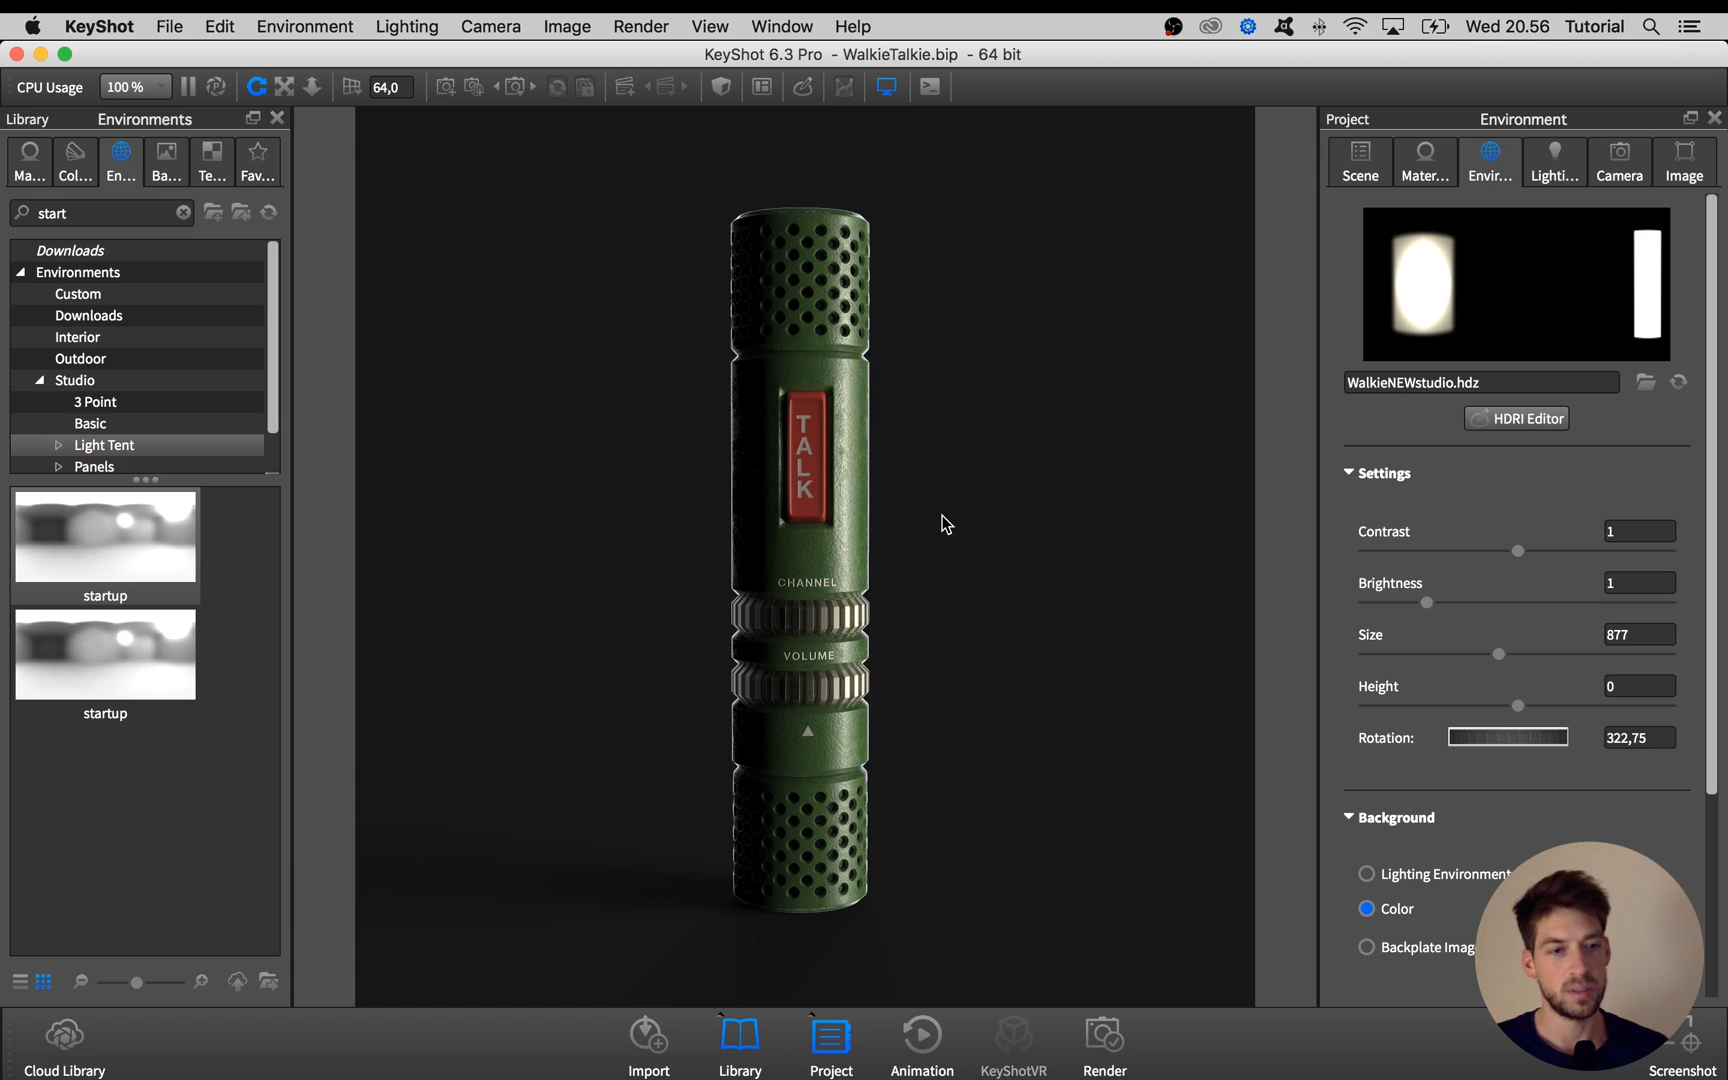 KeyShot File Edit Environment Lighting Camera Image Render View Window Help Wed 20.56 Tutorial
KeyShot 6.3 Pro - WalkieTalkie.bip - 64 bit
CPU Usage 100 % 64,0
Library Environments
Project Environment
Ma... Col... En... Ba... Te... Fav...
Scene Mater... Envir... Lighti... Camera Image
start
Downloads
Environments
Custom
Downloads
Interior
Outdoor
Studio
3 Point
Basic
Light Tent
Panels
startup
startup
TALK
CHANNEL
VOLUME
WalkieNEWstudio.hdz
HDRI Editor
Settings
Contrast 1
Brightness 1
Size 877
Height 0
Rotation: 322,75
Background
Lighting Environment
Color
Backplate Imag
Cloud Library Import Library Project Animation KeyShotVR Render Screenshot